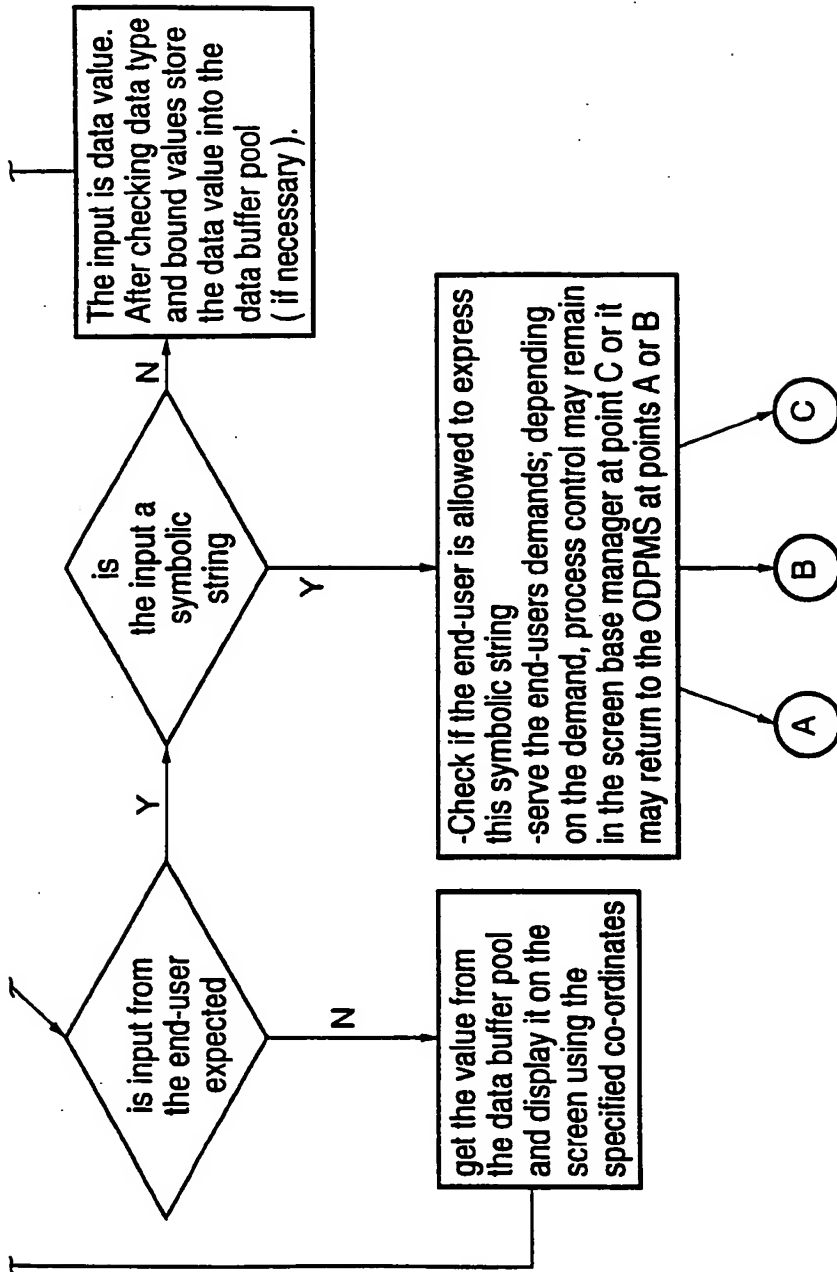 is input from
the end-user
expected
Y
N
is
the input a
symbolic
string
N
Y
The input is data value.
After checking data type
and bound values store
the data value into the
data buffer pool
( if necessary ).
get the value from
the data buffer pool
and display it on the
screen using the
specified co-ordinates
-Check if the end-user is allowed to express
this symbolic string
-serve the end-users demands; depending
on the demand, process control may remain
in the screen base manager at point C or it
may return to the ODPMS at points A or B
A
B
C